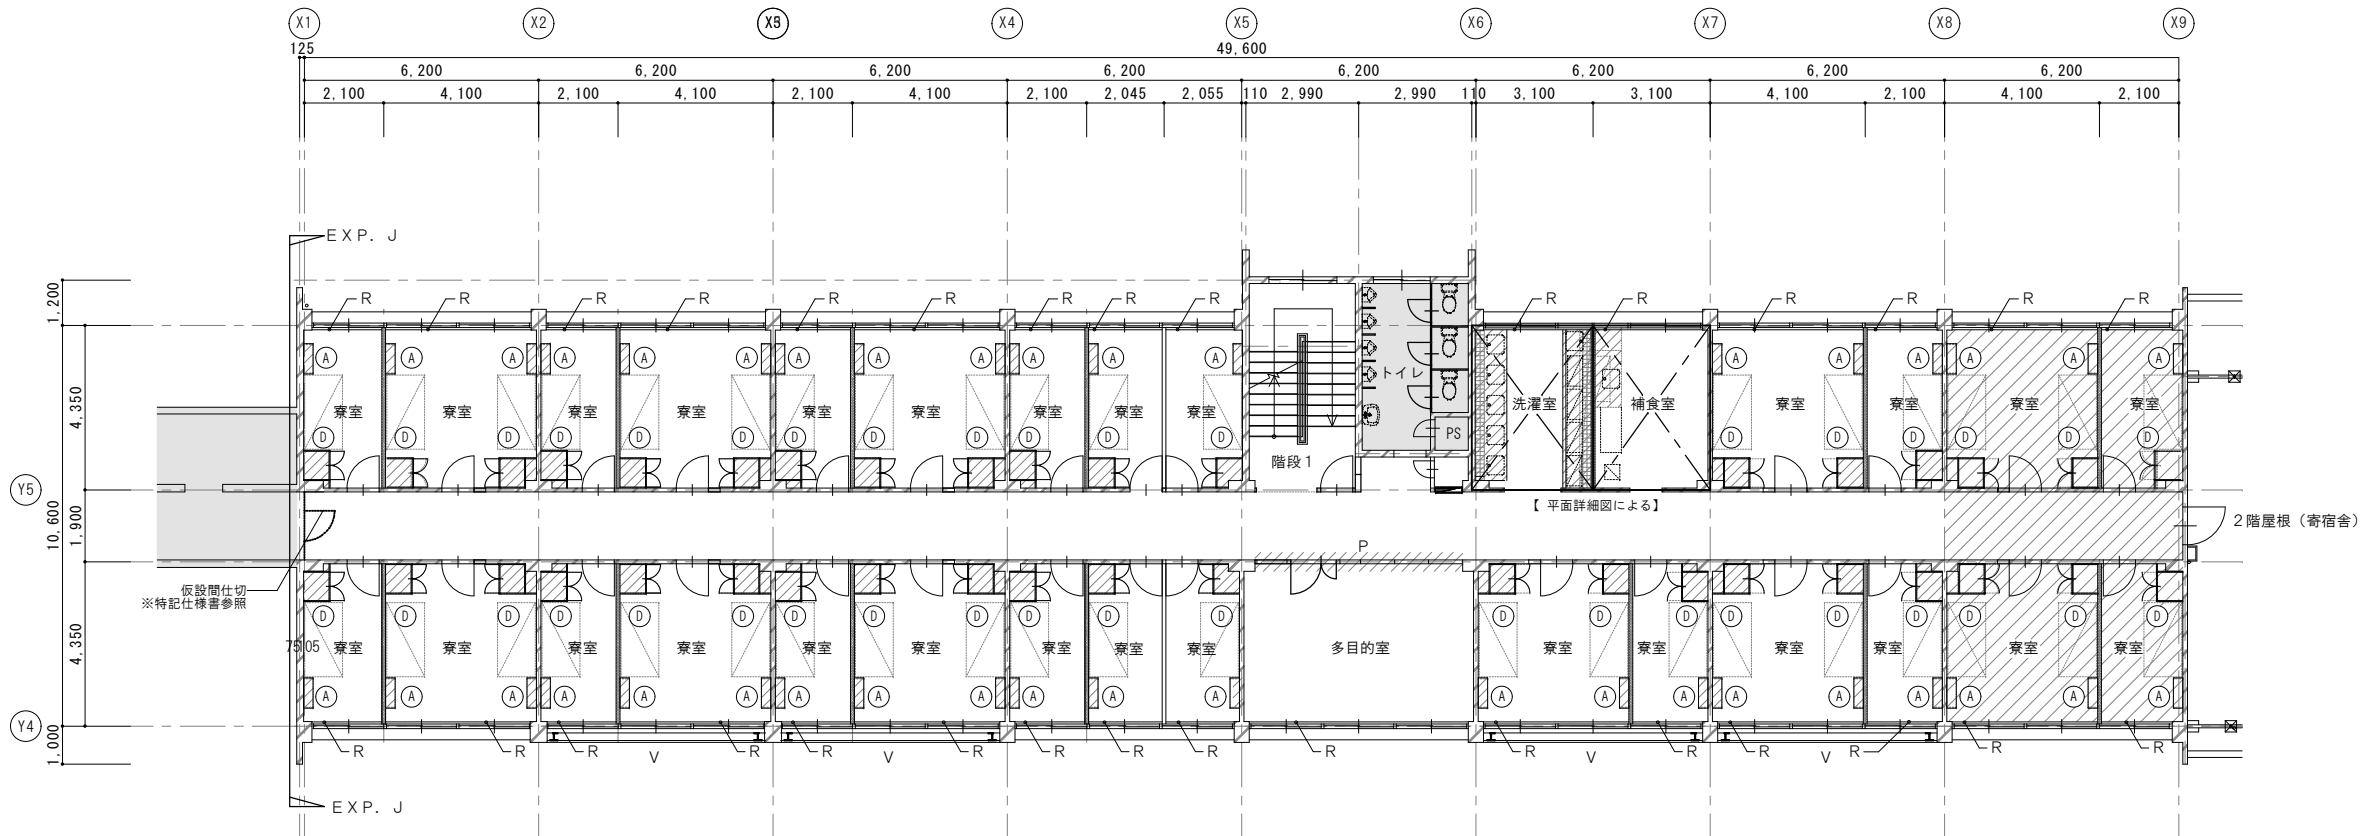 X1 X2 X3 X4 X5 X6 X7 X8 X9
125 49,600
6,200 6,200 6,200 6,200 6,200 6,200 6,200 6,200
2,100 4,100 2,100 4,100 2,100 4,100 2,100 2,045 2,055 110 2,990 2,990 110 3,100 3,100 4,100 2,100 4,100 2,100
EXP. J
1,200
R R R R R R R R R R R R R R R
A A A A A A A A A A A A A A A A A A
4,350
トイレ
寮室 寮室 寮室 寮室 寮室 寮室 寮室 寮室 寮室 洗濯室 補食室 寮室 寮室 寮室 寮室
D D D D D D D D D D D D D D D D D D
PS
階段1
Y5
【 平面詳細図による】
10,600
1,900
2階屋根（寄宿舎）
P
仮設間仕切
※特記仕様書参照
D D D D D D D D D D D D D D D D D D D D D
4,350
75 05
寮室 寮室 寮室 寮室 寮室 寮室 寮室 寮室 寮室 多目的室 寮室 寮室 寮室 寮室 寮室 寮室
A A A A A A A A A A A A A A A A A A A A A
Y4
1,000
R R R R R R R R R R R R R R R R
V V V V
EXP. J